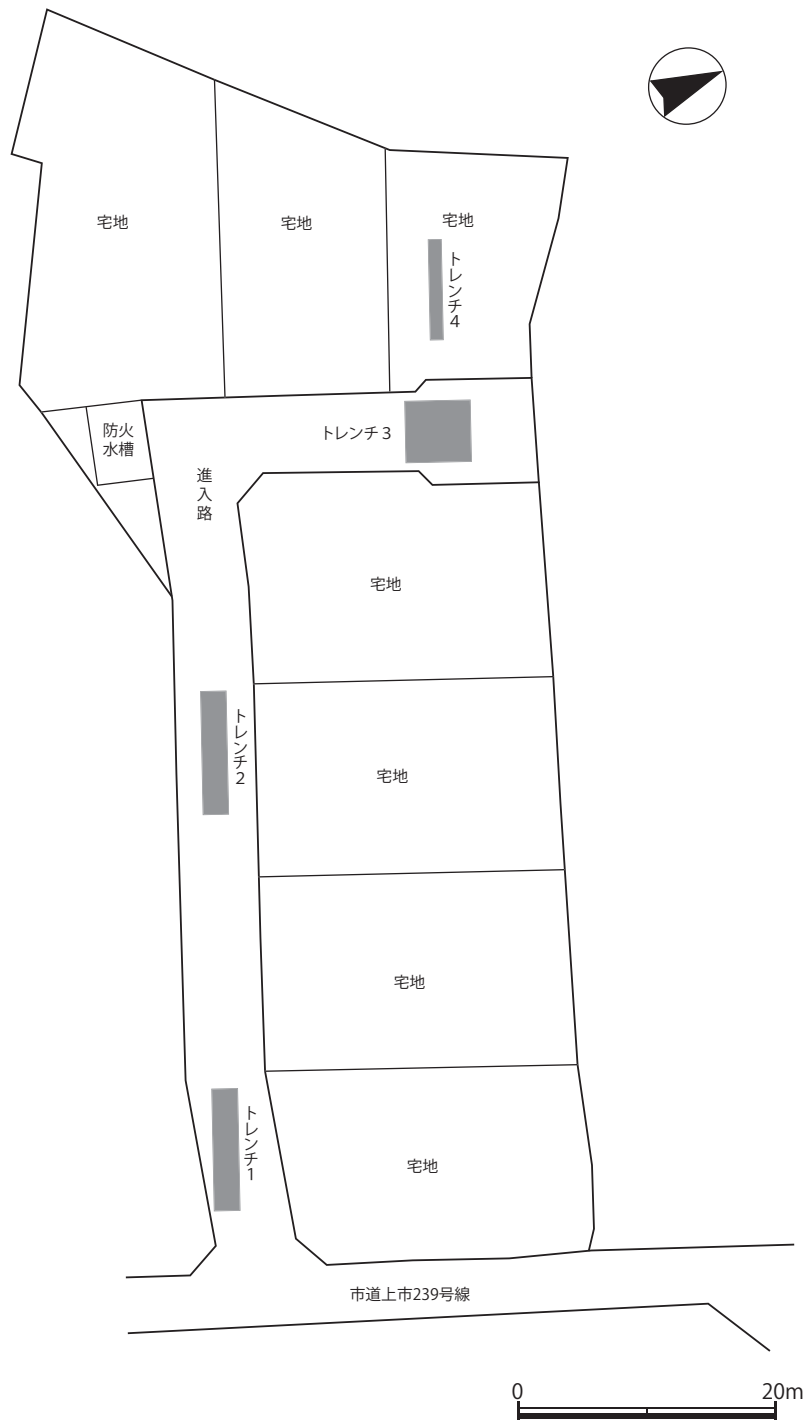 宅地
宅地
宅地
トレンチ4
防火
水槽
トレンチ3
進入路
宅地
トレンチ2
宅地
宅地
トレンチ1
宅地
市道上市239号線
0
20m